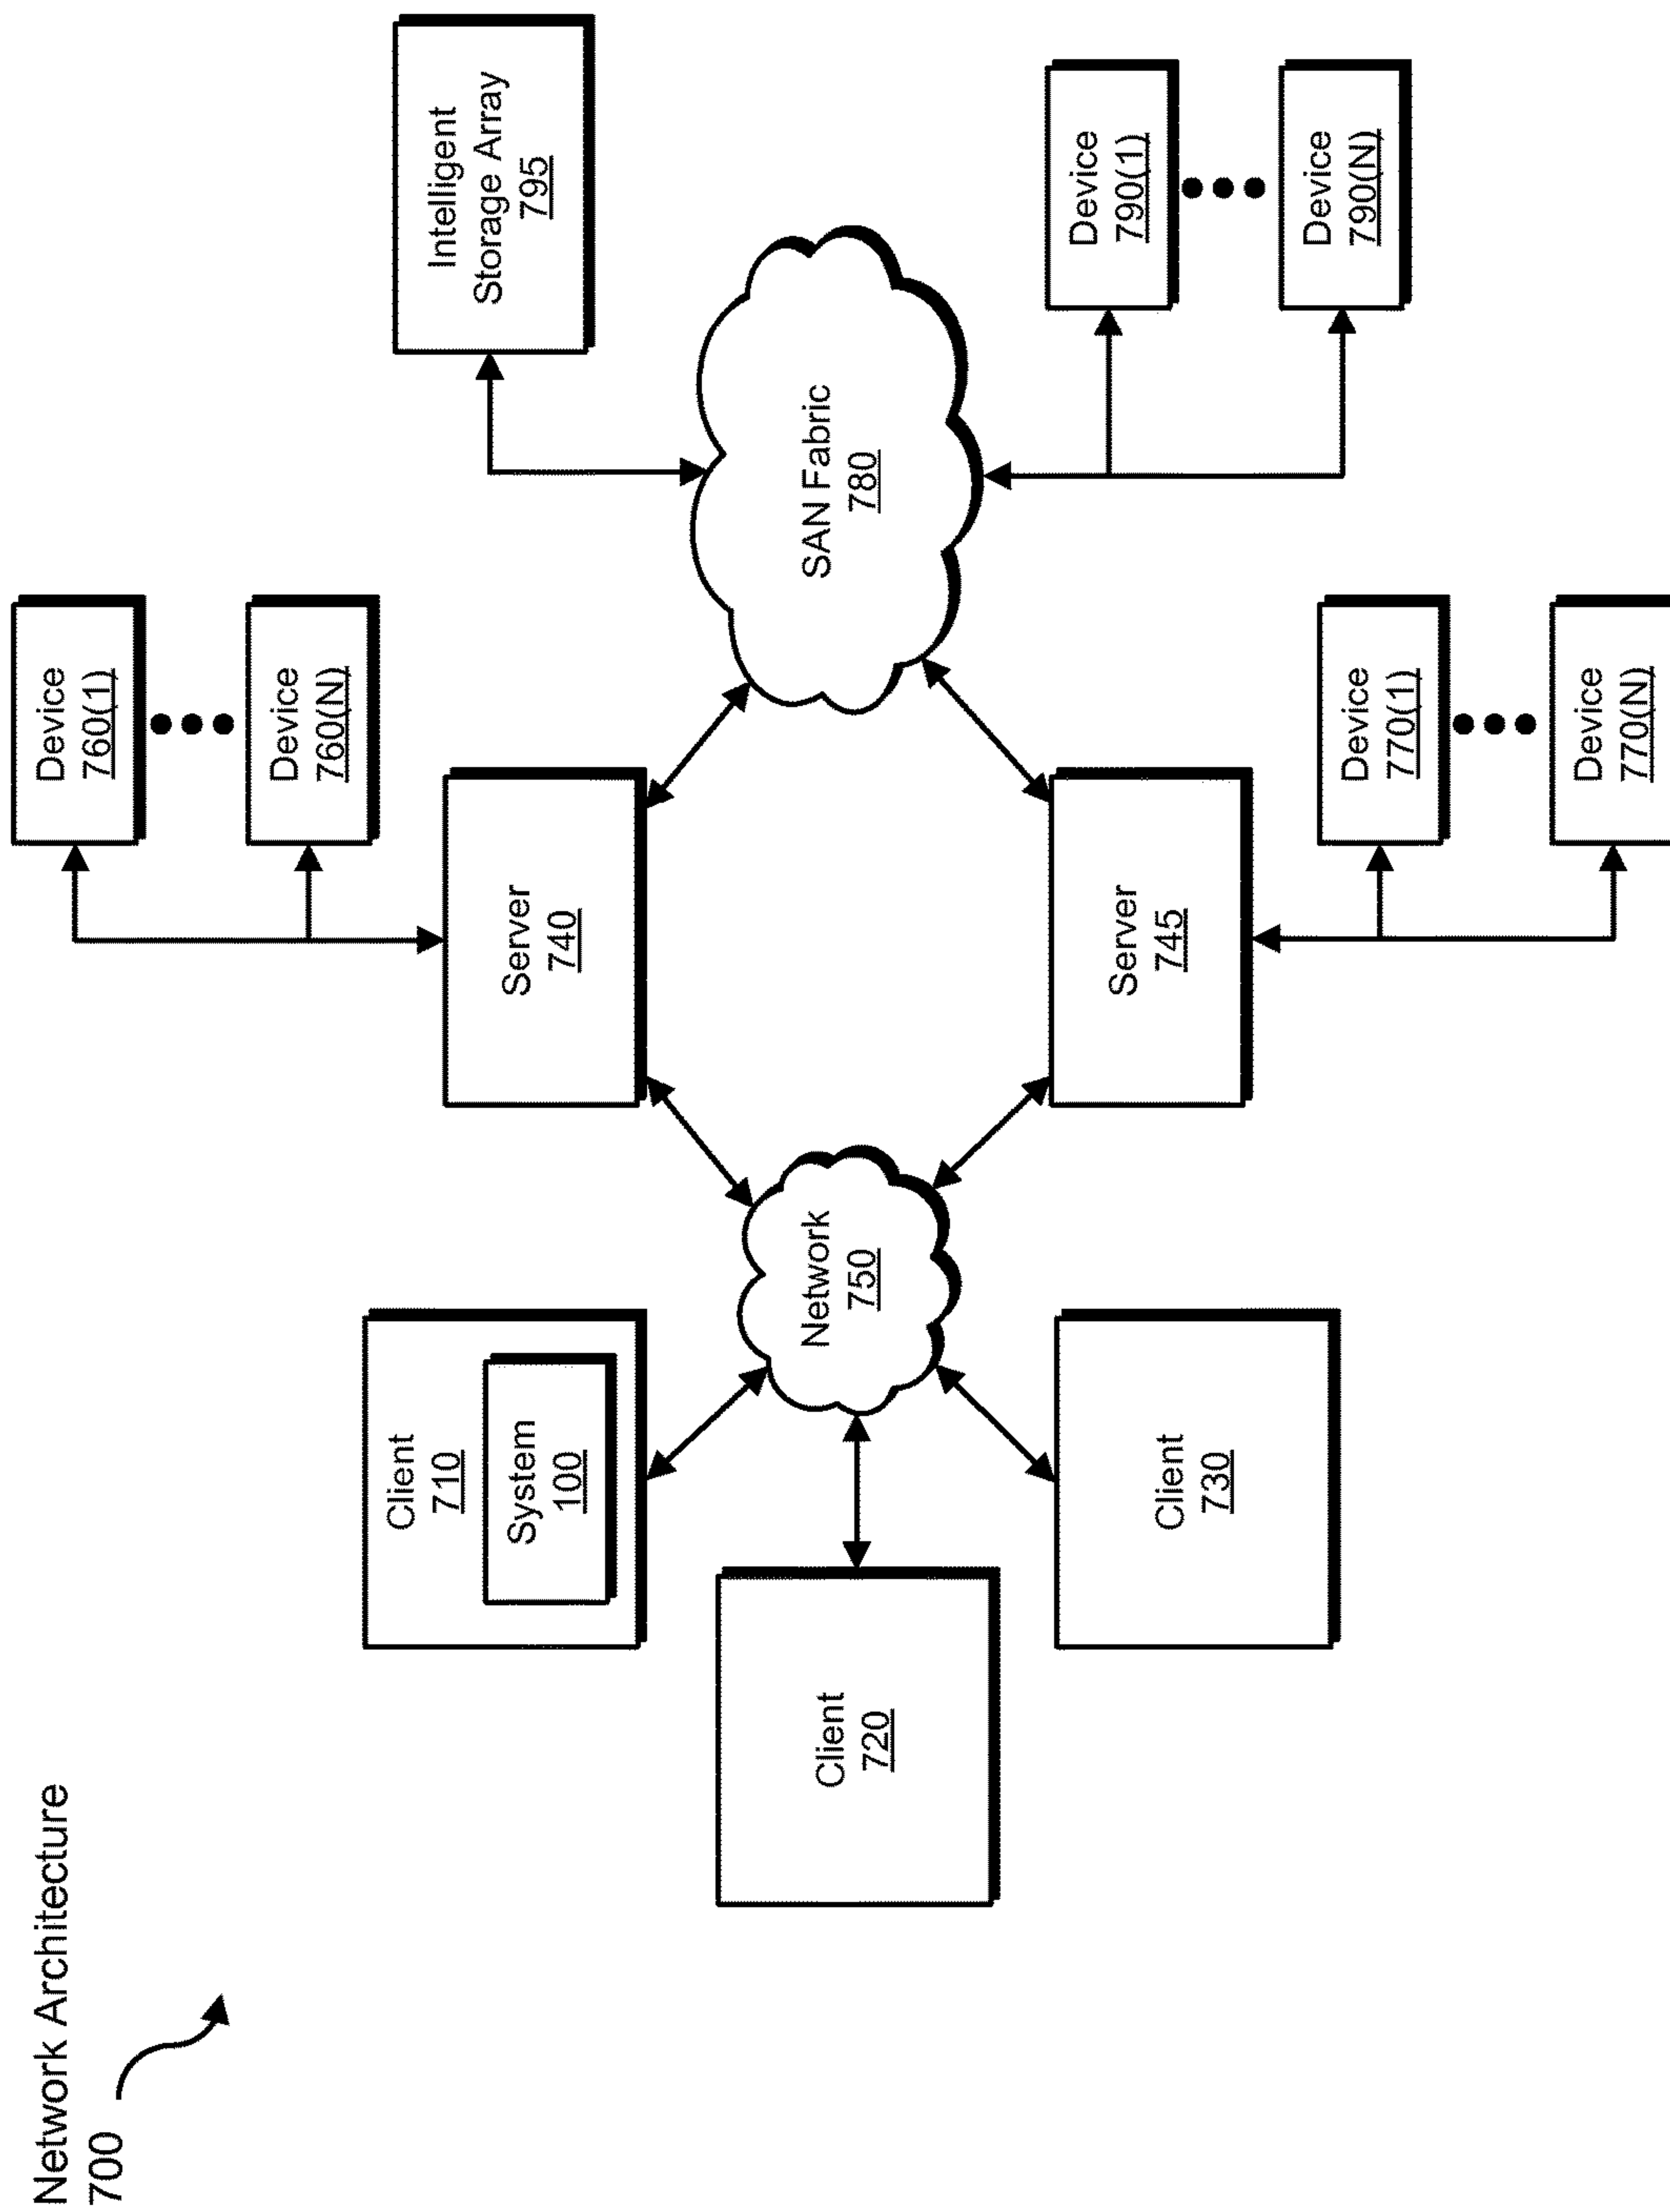 Network Architecture
700
Client
710
System
100
Client
720
Client
730
Network
750
Server
740
Server
745
Device
760(1)
Device
760(N)
Device
770(1)
Device
770(N)
SAN Fabric
780
Intelligent
Storage Array
795
Device
790(1)
Device
790(N)